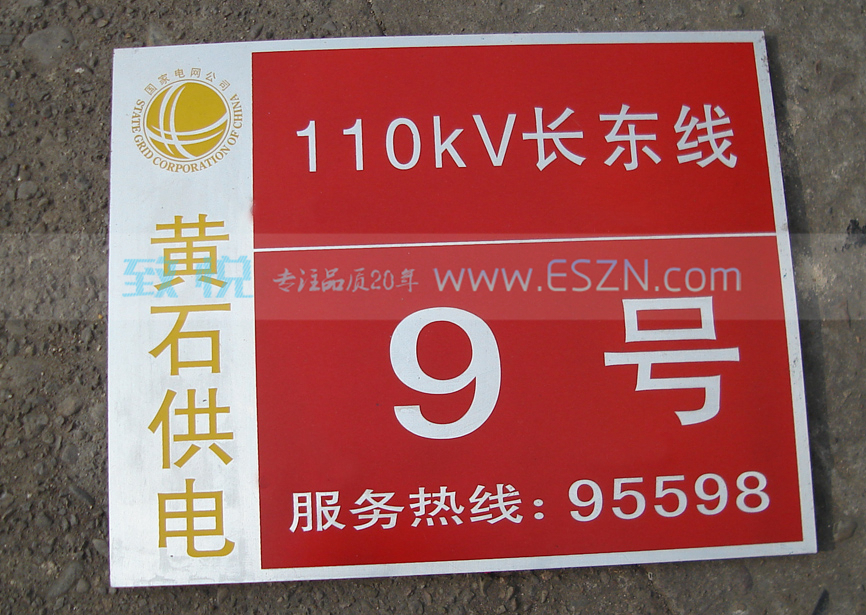 国家电网公司
STATE GRID CORPORATION OF CHINA
黄石供电
110kV长东线
致悦 专注品质20年 www.ESZN.com
9号
服务热线：95598